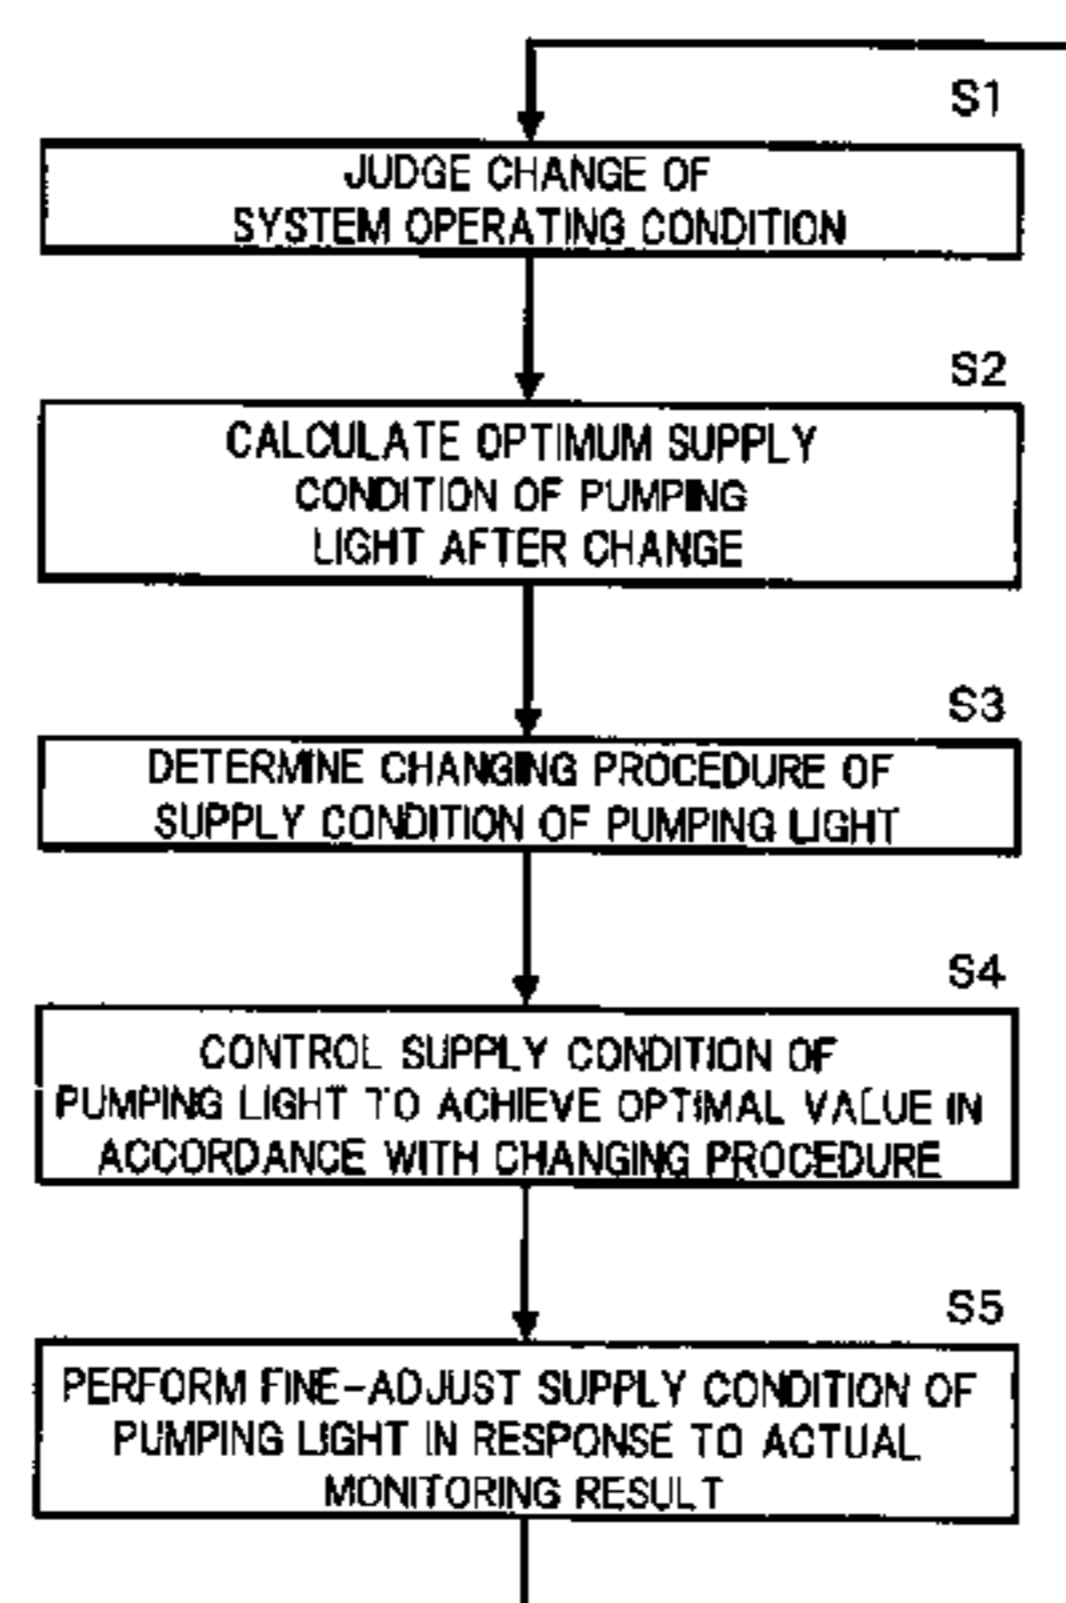 S1
JUDGE CHANGE OF
SYSTEM OPERATING CONDITION
S2
CALCULATE OPTIMUM SUPPLY
CONDITION OF PUMPING
LIGHT AFTER CHANGE
S3
DETERMINE CHANGING PROCEDURE OF
SUPPLY CONDITION OF PUMPING LIGHT
S4
CONTROL SUPPLY CONDITION OF
PUMPING LIGHT TO ACHIEVE OPTIMAL VALUE IN
ACCORDANCE WITH CHANGING PROCEDURE
S5
PERFORM FINE-ADJUST SUPPLY CONDITION OF
PUMPING LIGHT IN RESPONSE TO ACTUAL
MONITORING RESULT